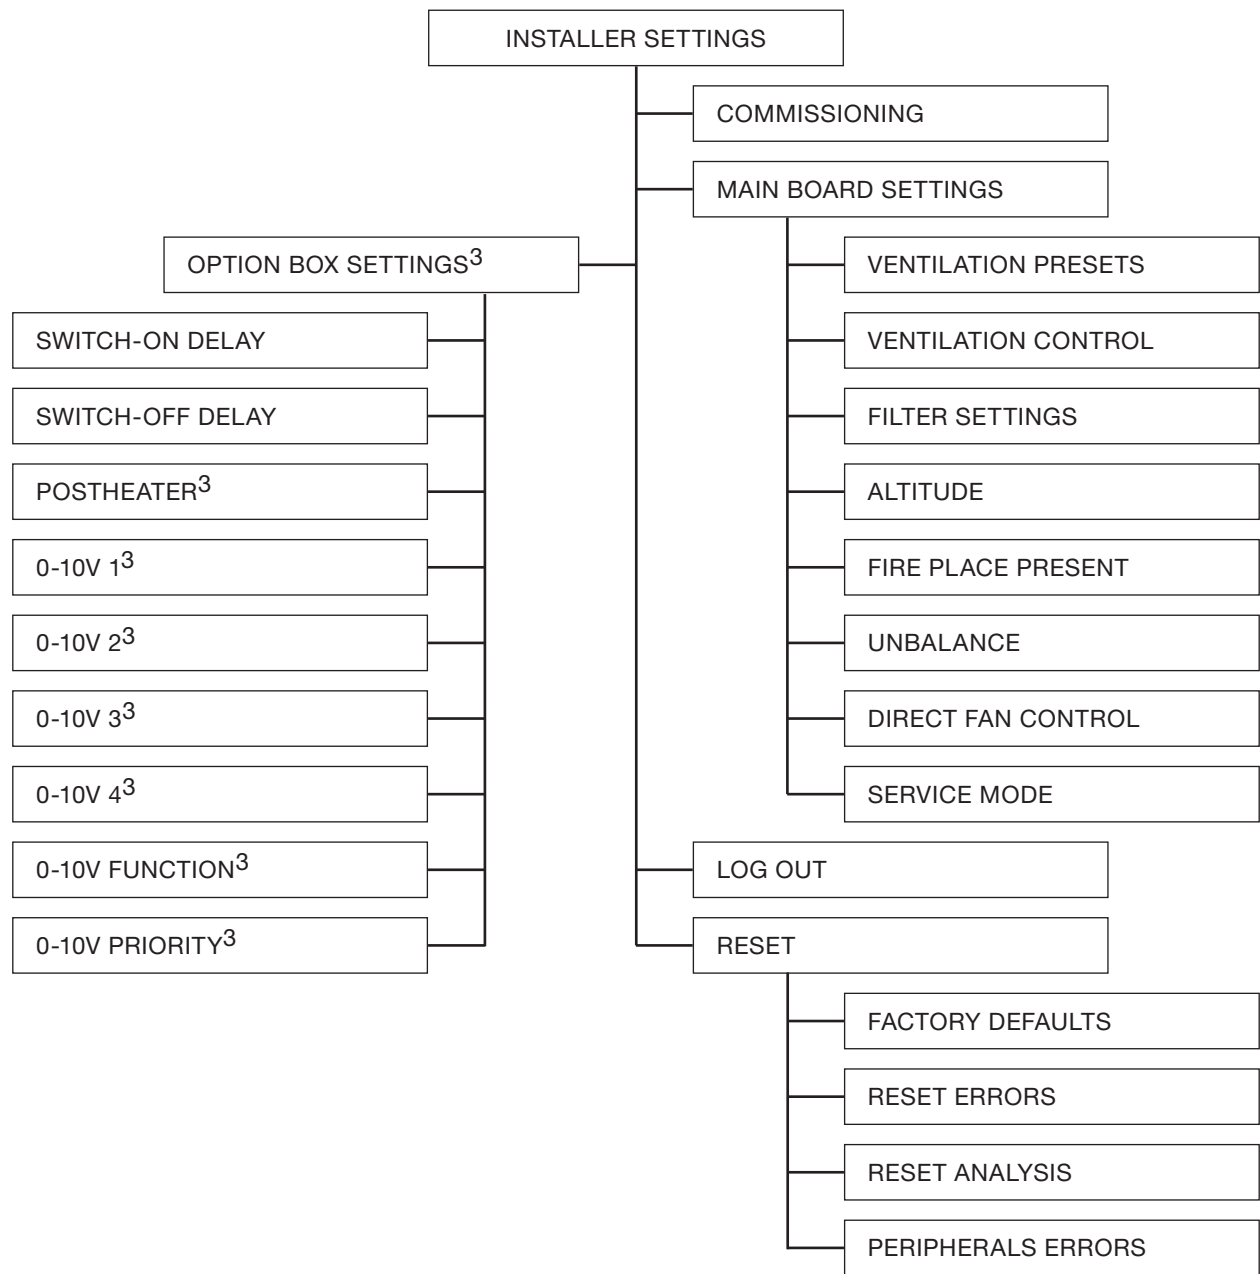 INSTALLER SETTINGS
COMMISSIONING
MAIN BOARD SETTINGS
VENTILATION PRESETS
VENTILATION CONTROL
FILTER SETTINGS
ALTITUDE
FIRE PLACE PRESENT
UNBALANCE
DIRECT FAN CONTROL
SERVICE MODE
OPTION BOX SETTINGS³
SWITCH-ON DELAY
SWITCH-OFF DELAY
POSTHEATER³
0-10V 1³
0-10V 2³
0-10V 3³
0-10V 4³
0-10V FUNCTION³
0-10V PRIORITY³
LOG OUT
RESET
FACTORY DEFAULTS
RESET ERRORS
RESET ANALYSIS
PERIPHERALS ERRORS